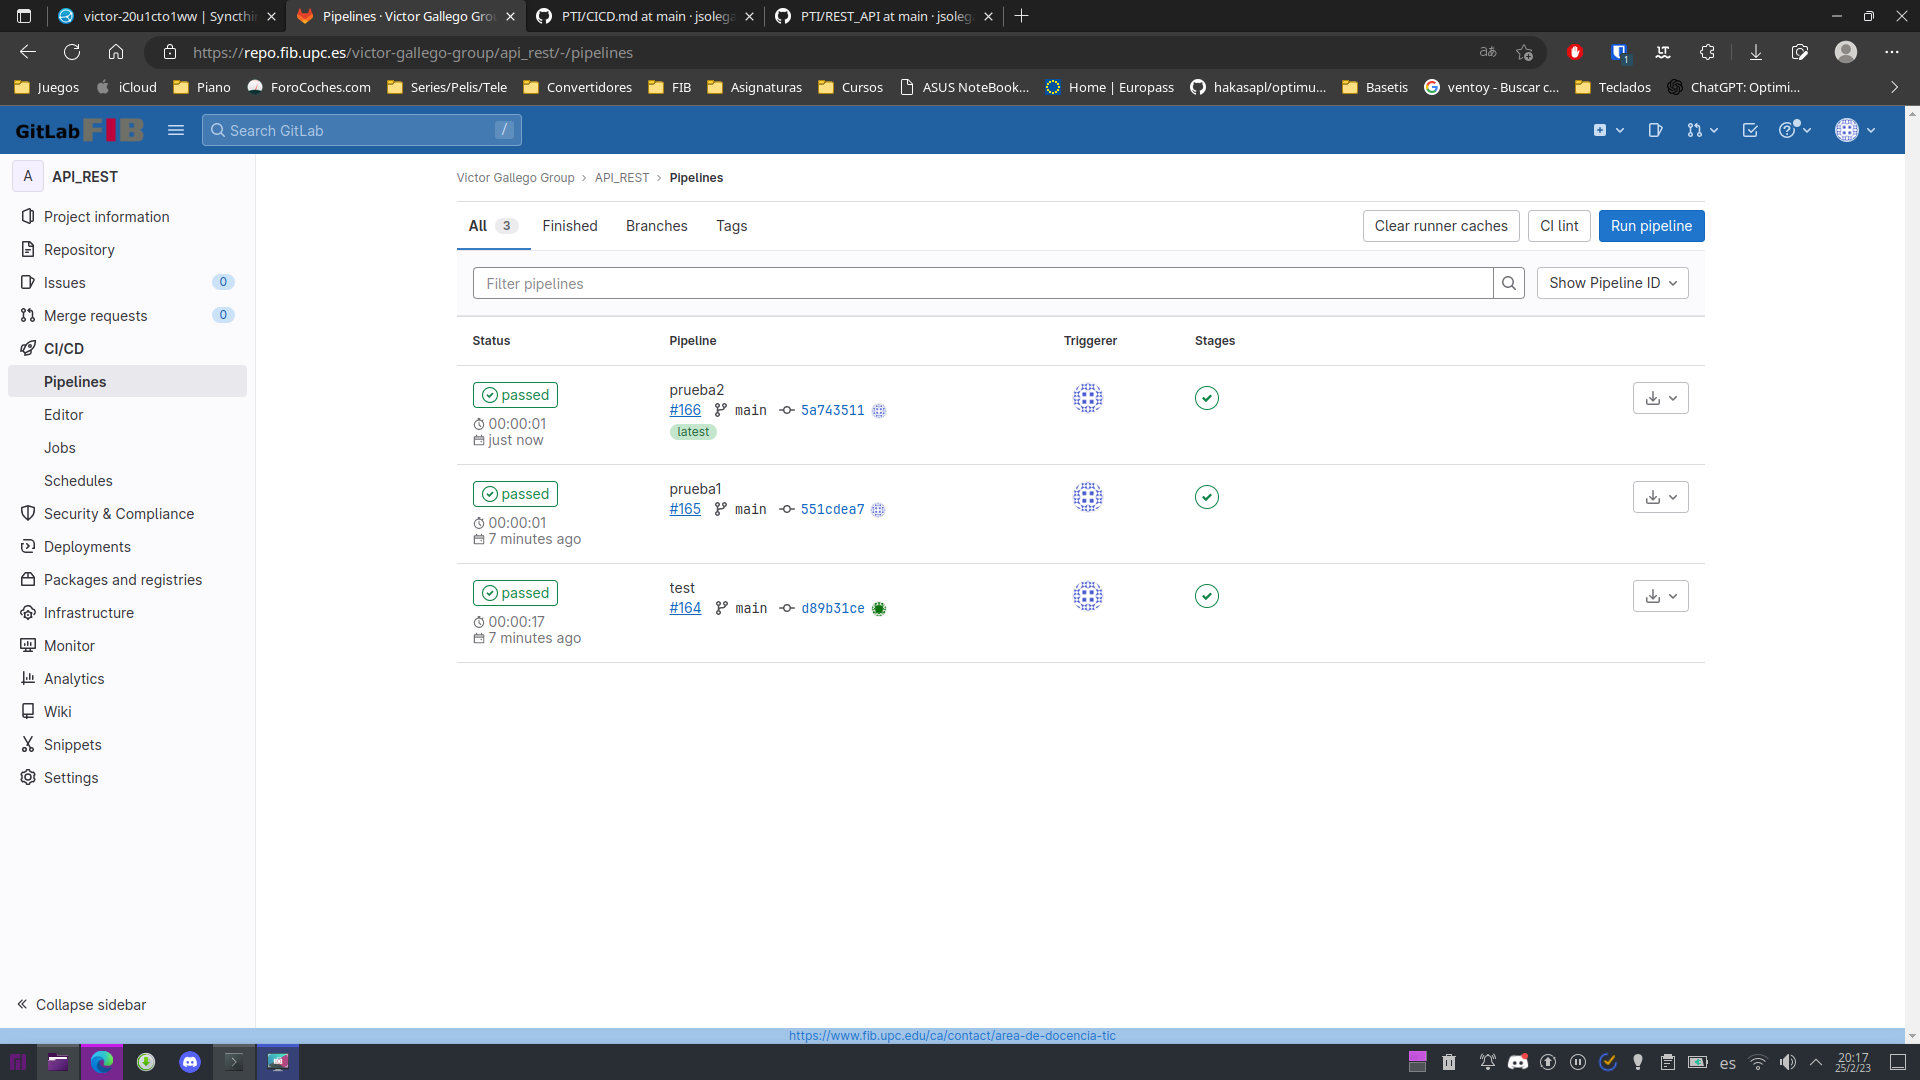 victor-20u1cto1ww | Syncthi
Pipelines · Victor Gallego Gro
PTI/CICD.md at main · jsolega
PTI/REST_API at main · jsoleg
https://repo.fib.upc.es/victor-gallego-group/api_rest/-/pipelines
Juegos
iCloud
Piano
ForoCoches.com
Series/Pelis/Tele
Convertidores
FIB
Asignaturas
Cursos
ASUS NoteBook...
Home | Europass
hakasapl/optimu...
Basetis
ventoy - Buscar c...
Teclados
ChatGPT: Optimi...
GitLab FIB
Search GitLab
/
A API_REST
Project information
Repository
Issues 0
Merge requests 0
CI/CD
Pipelines
Editor
Jobs
Schedules
Security & Compliance
Deployments
Packages and registries
Infrastructure
Monitor
Analytics
Wiki
Snippets
Settings
Collapse sidebar
Victor Gallego Group › API_REST › Pipelines
All 3 Finished Branches Tags
Clear runner caches CI lint Run pipeline
Filter pipelines
Show Pipeline ID
Status Pipeline Triggerer Stages
passed
00:00:01
just now
prueba2
#166 main 5a743511
latest
passed
00:00:01
7 minutes ago
prueba1
#165 main 551cdea7
passed
00:00:17
7 minutes ago
test
#164 main d89b31ce
https://www.fib.upc.edu/ca/contact/area-de-docencia-tic
es
20:17
25/2/23